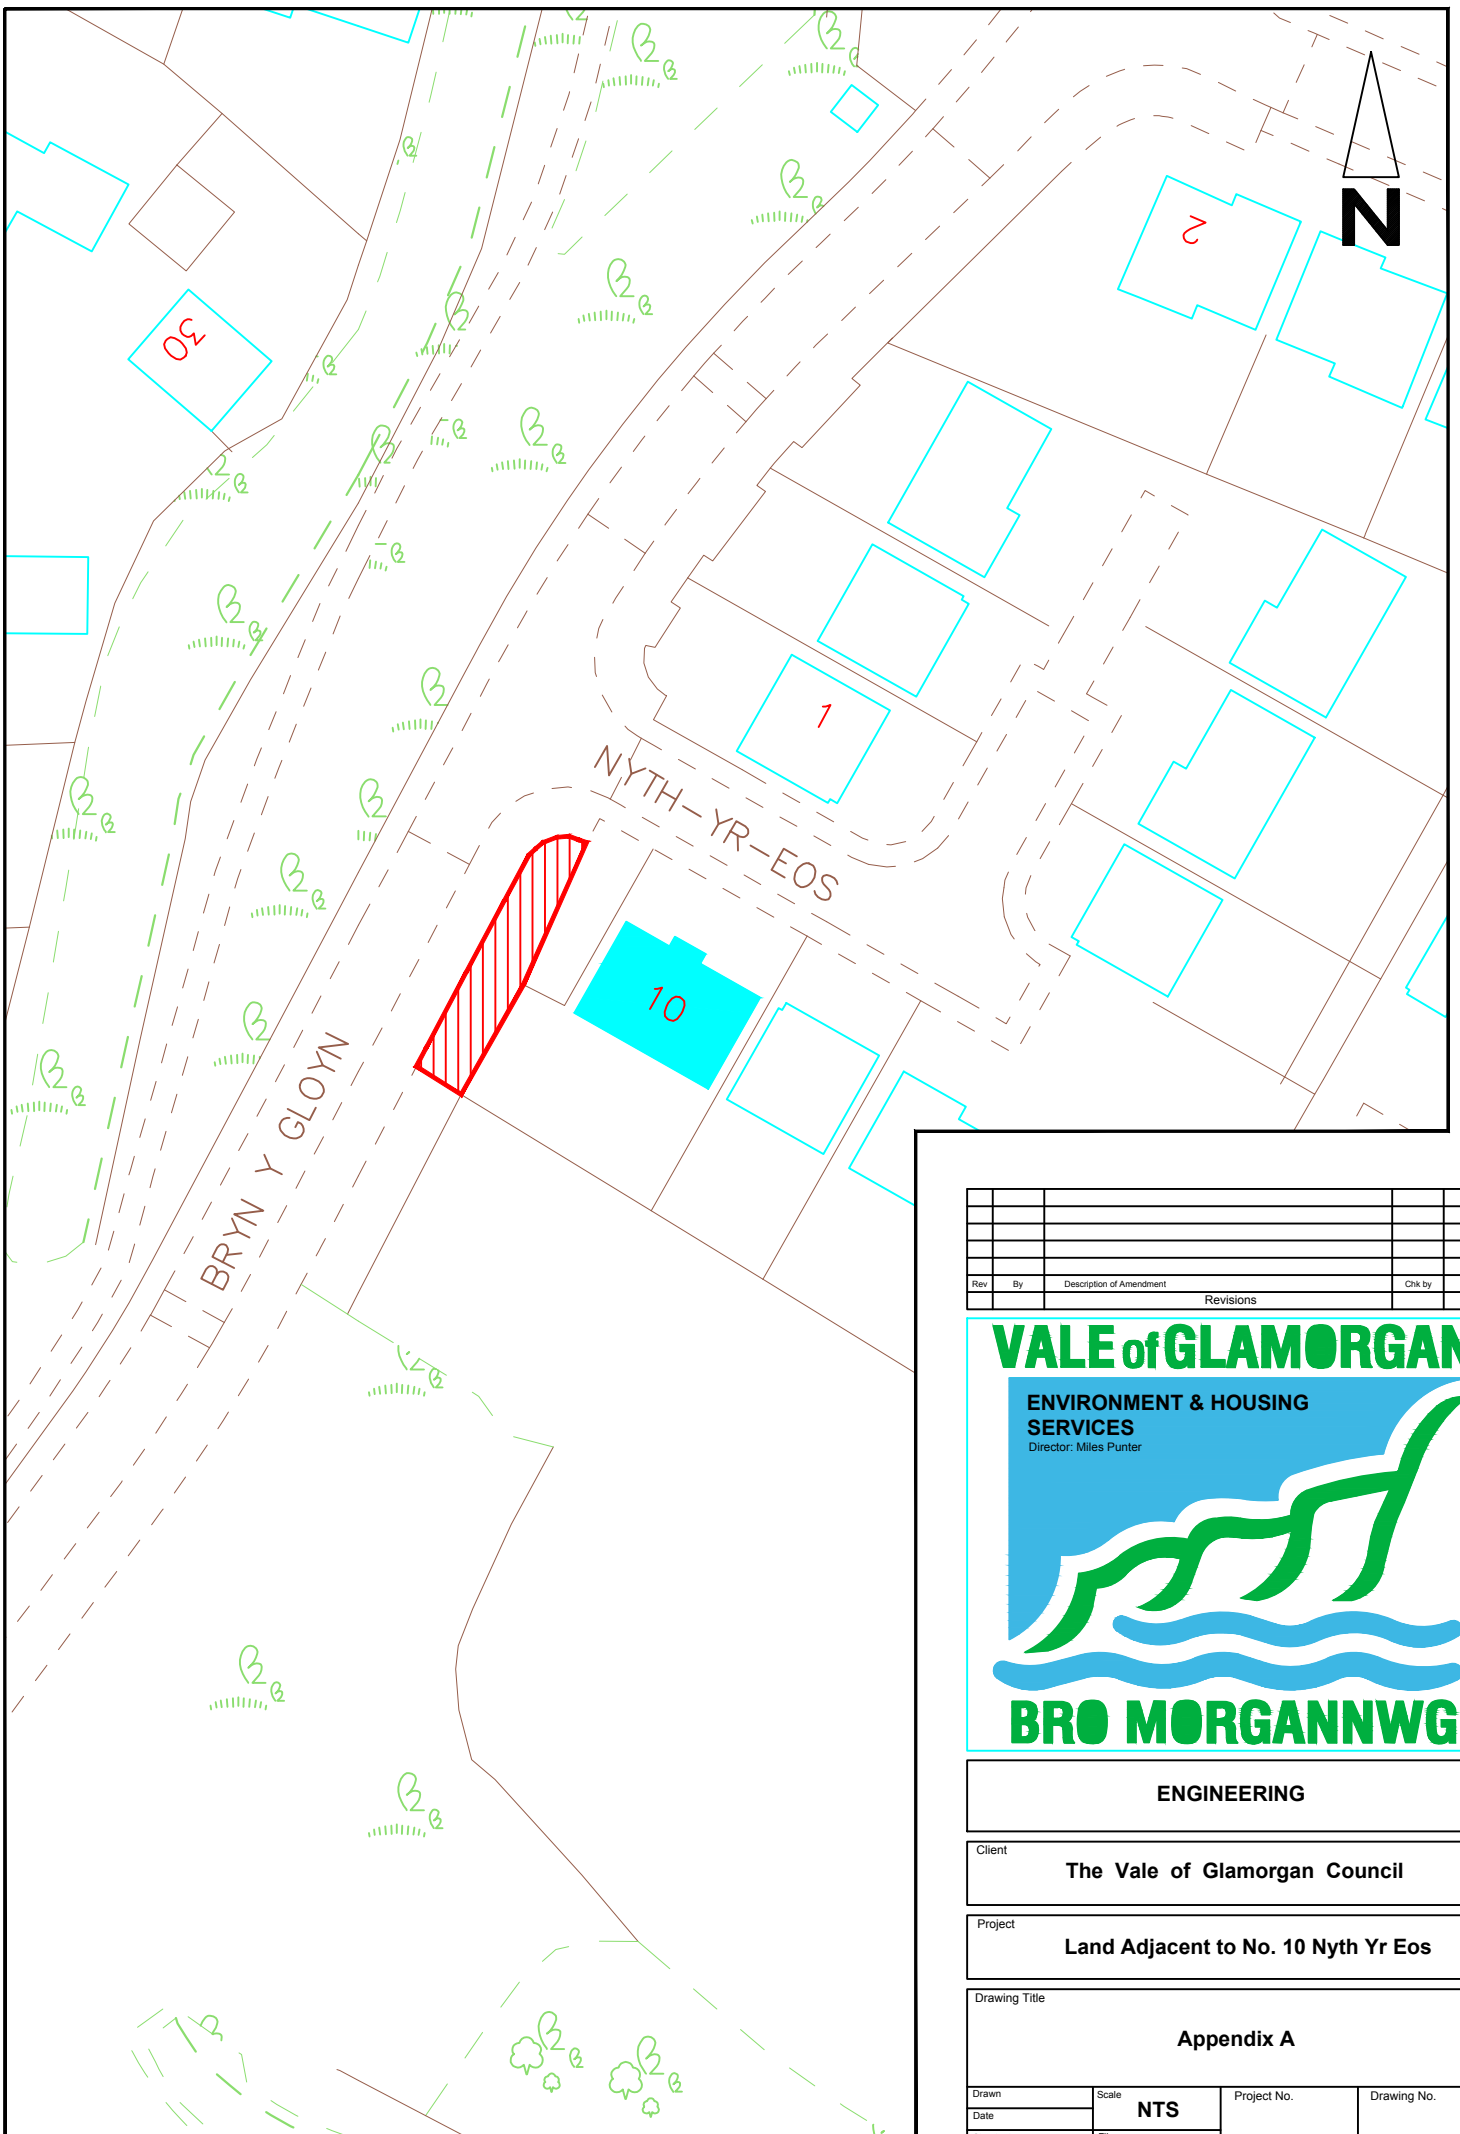 N
2
30
1
NYTH-YR-EOS
10
BRYN Y GLOYN
Rev By Description of Amendment Chk by
Revisions
VALE of GLAMORGAN
ENVIRONMENT & HOUSING
SERVICES
Director: Miles Punter
BRO MORGANNWG
ENGINEERING
Client
The Vale of Glamorgan Council
Project
Land Adjacent to No. 10 Nyth Yr Eos
Drawing Title
Appendix A
Drawn Scale Project No. Drawing No.
NTS
Date